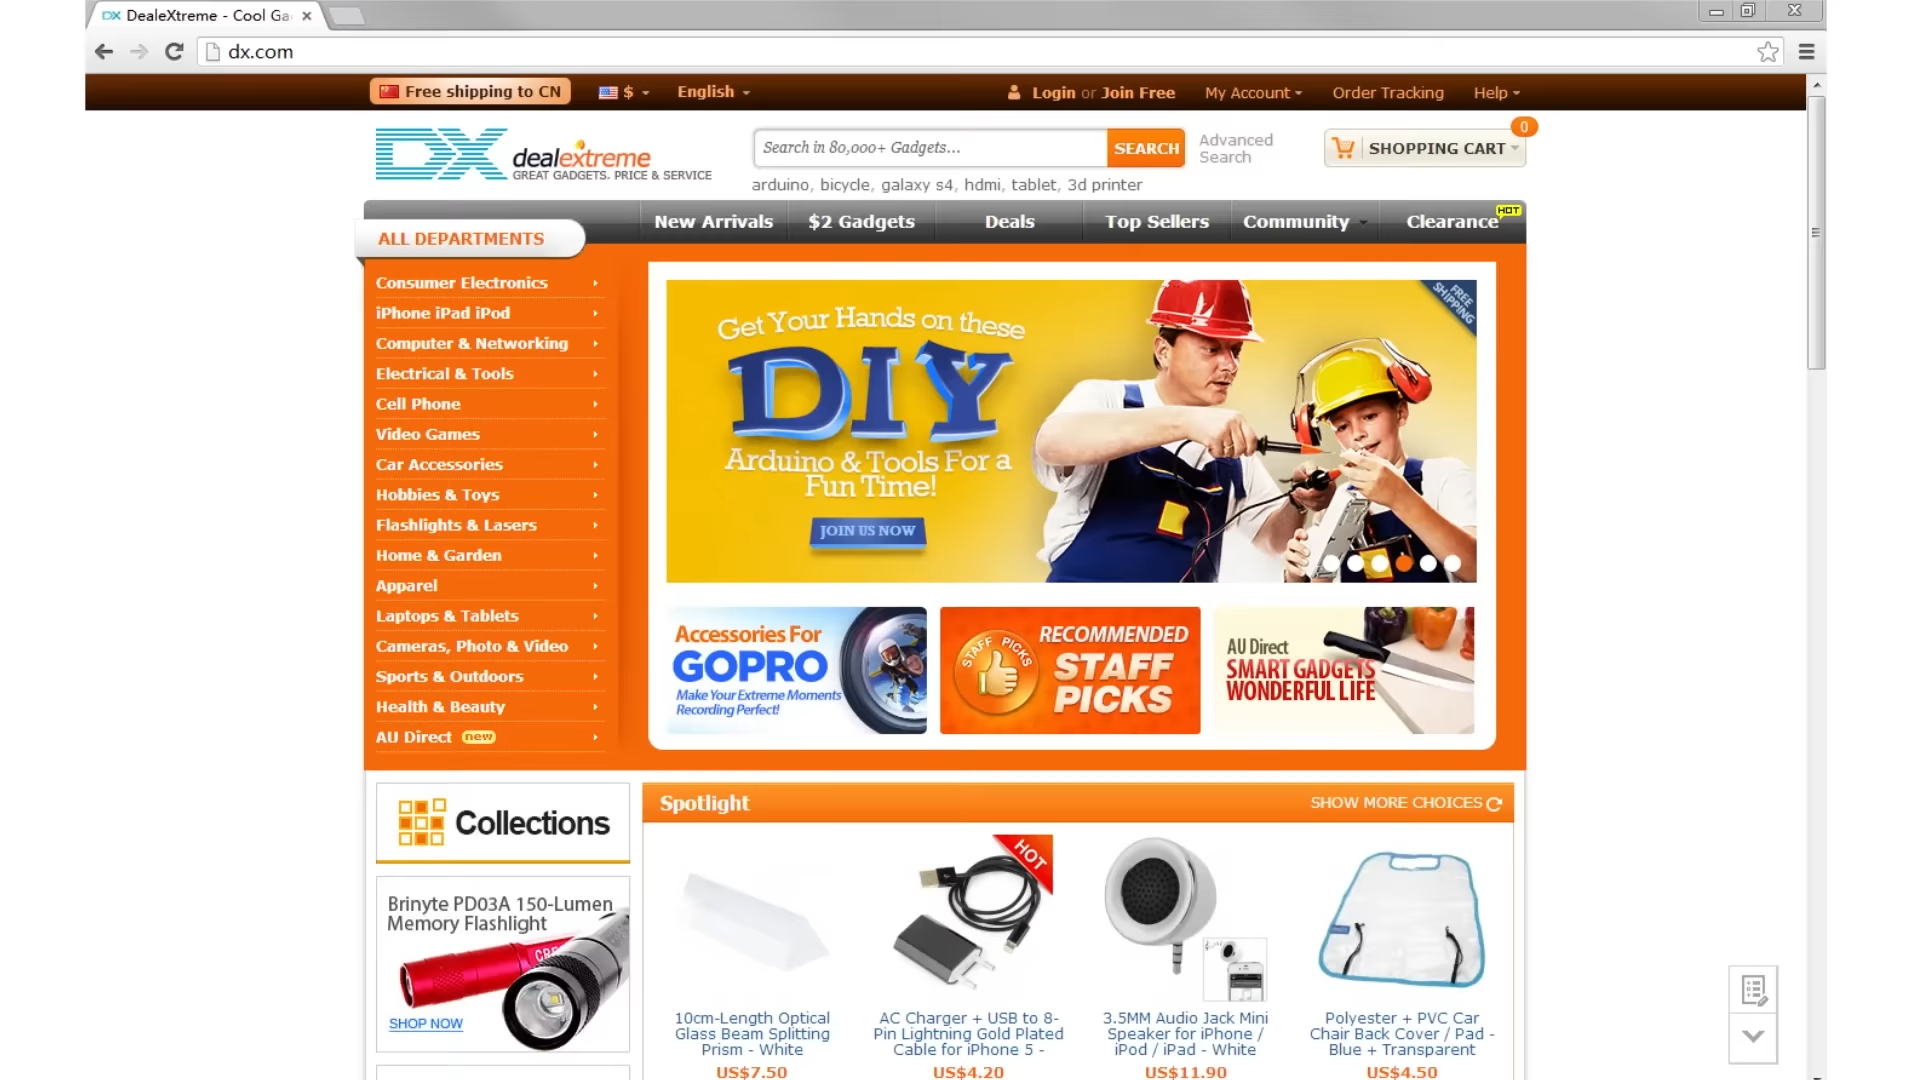 DX DealeXtreme - Cool Ga
dx.com
Free shipping to CN
$
English
Login or Join Free
My Account
Order Tracking
Help
DX dealextreme
GREAT GADGETS. PRICE & SERVICE
Search in 80,000+ Gadgets...
SEARCH
Advanced
Search
0
SHOPPING CART
arduino, bicycle, galaxy s4, hdmi, tablet, 3d printer
ALL DEPARTMENTS
New Arrivals
$2 Gadgets
Deals
Top Sellers
Community
Clearance
HOT
Consumer Electronics
iPhone iPad iPod
Computer & Networking
Electrical & Tools
Cell Phone
Video Games
Car Accessories
Hobbies & Toys
Flashlights & Lasers
Home & Garden
Apparel
Laptops & Tablets
Cameras, Photo & Video
Sports & Outdoors
Health & Beauty
AU Direct new
Get Your Hands on these
DIY
Arduino & Tools For a
Fun Time!
JOIN US NOW
FREE
SHIPPING
Accessories For
GOPRO
Make Your Extreme Moments
Recording Perfect!
STAFF PICKS
RECOMMENDED
STAFF
PICKS
AU Direct
SMART GADGETS
WONDERFUL LIFE
Collections
Brinyte PD03A 150-Lumen
Memory Flashlight
CRE
SHOP NOW
Spotlight
SHOW MORE CHOICES
HOT
10cm-Length Optical
Glass Beam Splitting
Prism - White
US$7.50
AC Charger + USB to 8-
Pin Lightning Gold Plated
Cable for iPhone 5 -
US$4.20
3.5MM Audio Jack Mini
Speaker for iPhone /
iPod / iPad - White
US$11.90
Polyester + PVC Car
Chair Back Cover / Pad -
Blue + Transparent
US$4.50